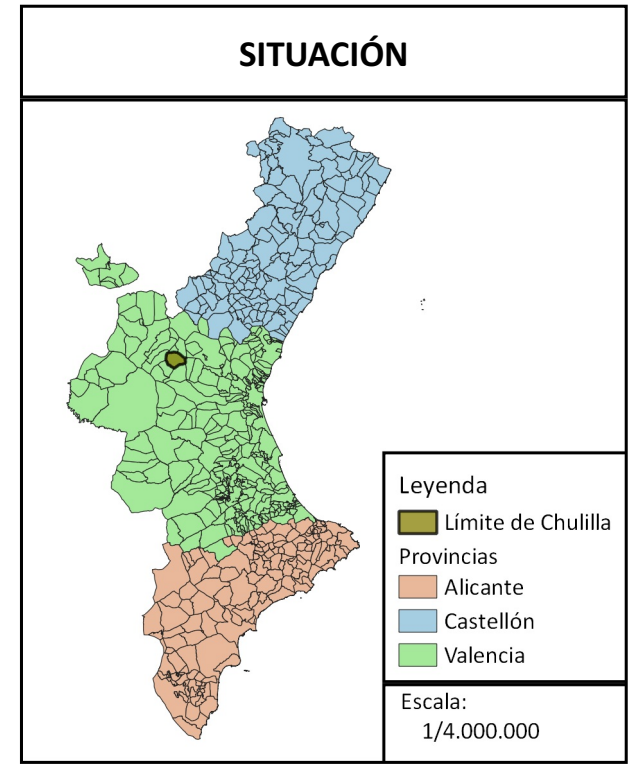 SITUACIÓN
Leyenda
Límite de Chulilla
Provincias
Alicante
Castellón
Valencia
Escala:
1/4.000.000